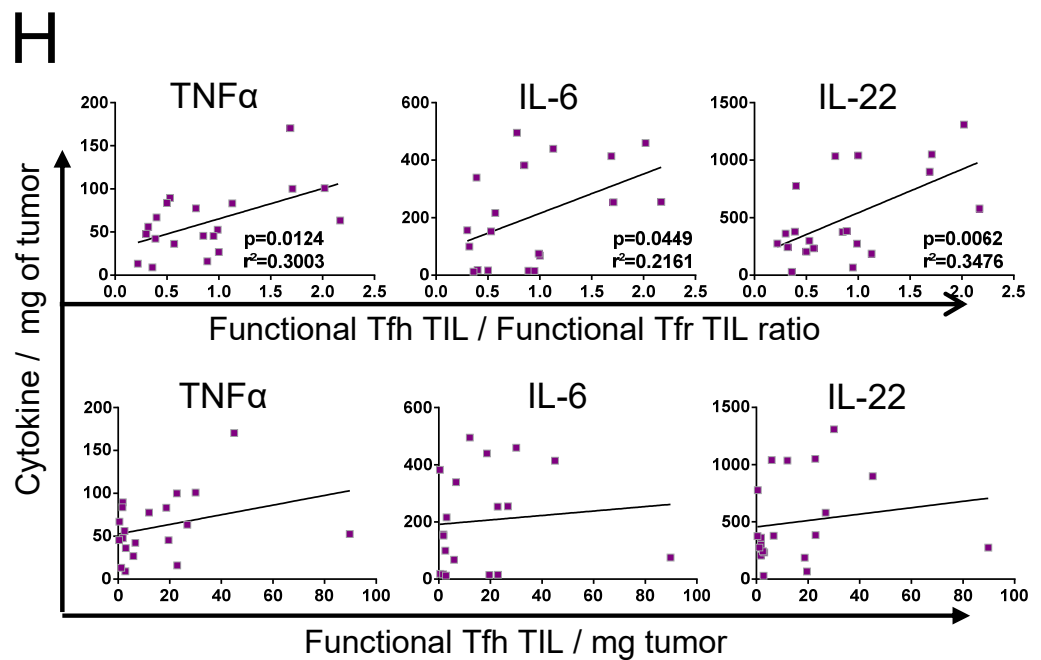 H
TNFα IL-6 IL-22
200 600 1500
150
400 1000
100
200 500
50
p=0.0124 p=0.0449 p=0.0062
r²=0.3003 r²=0.2161 r²=0.3476
0 0 0
0.0 0.5 1.0 1.5 2.0 2.5 0.0 0.5 1.0 1.5 2.0 2.5 0.0 0.5 1.0 1.5 2.0 2.5
Functional Tfh TIL / Functional Tfr TIL ratio
Cytokine / mg of tumor
TNFα IL-6 IL-22
200 600 1500
150
400 1000
100
200 500
50
0 0 0
0 20 40 60 80 100 0 20 40 60 80 100 0 20 40 60 80 100
Functional Tfh TIL / mg tumor